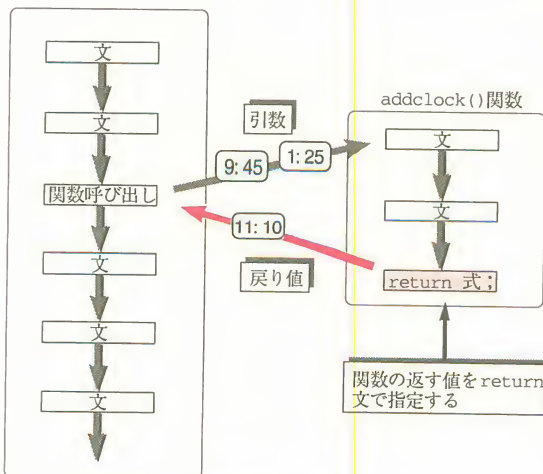 文
文
関数呼び出し
文
文
文
引数
9:45
1:25
11:10
戻り値
addclock()関数
文
文
return 式;
関数の返す値をreturn
文で指定する